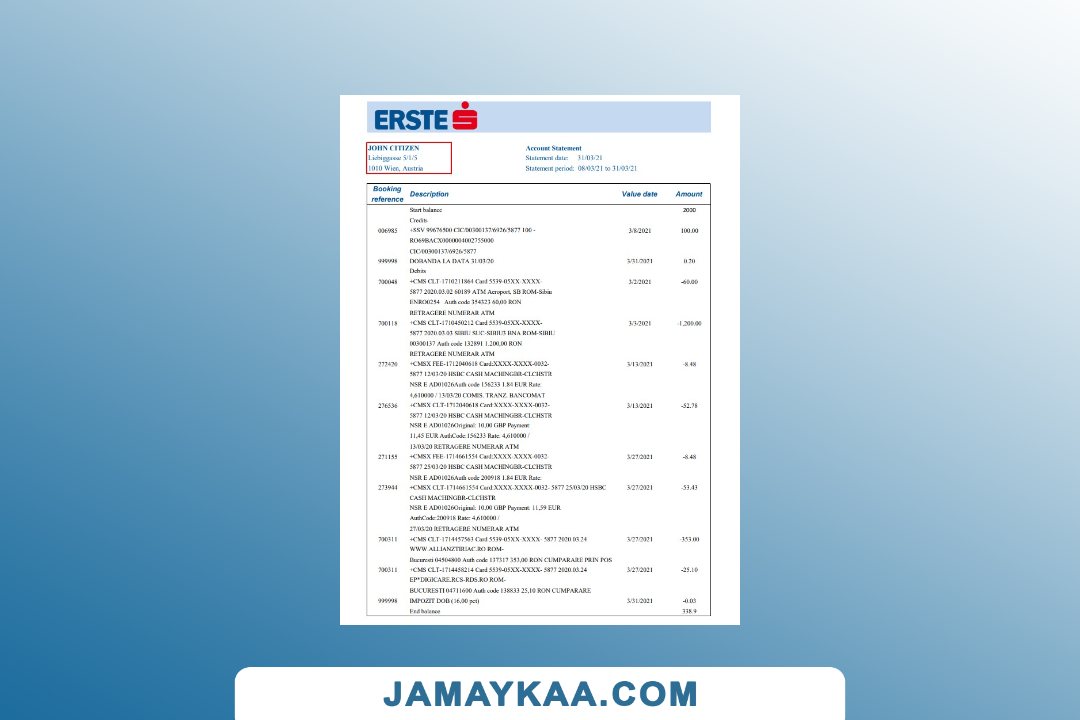 ERSTE
JOHN CITIZEN
Liebiggasse 5/1/5
1010 Wien, Austria
Account Statement
Statement date: 31/03/21
Statement period: 08/03/21 to 31/03/21
Booking reference Description Value date Amount
Start balance 2000
Credits
006985 +SSV 99676500 CIC/00300137/6926/5877 100 - 3/8/2021 100.00
RO69BACX0000004002755000
CIC/00300137/6926/5877
999998 DOBANDA LA DATA 31/03/20 3/31/2021 0.20
Debits
700048 +CMS CLT-1710211864 Card 5539-05XX-XXXX- 3/2/2021 -60.00
5877 2020.03.02 60189 ATM Aeroport, SB ROM-Sibiu
ENRO0254 Auth code 354323 60,00 RON
RETRAGERE NUMERAR ATM
700118 +CMS CLT-1710450212 Card 5539-05XX-XXXX- 3/3/2021 -1,200.00
5877 2020.03.03 SIBIU SUC-SIBIU3 BNA ROM-SIBIU
00300137 Auth code 132891 1.200,00 RON
RETRAGERE NUMERAR ATM
272420 +CMSX FEE-1712040618 Card:XXXX-XXXX-0032- 3/13/2021 -8.48
5877 12/03/20 HSBC CASH MACHINGBR-CLCHSTR
NSR E AD01026Auth code 156233 1.84 EUR Rate:
4,610000 / 13/03/20 COMIS. TRANZ. BANCOMAT
276536 +CMSX CLT-1712040618 Card:XXXX-XXXX-0032- 3/13/2021 -52.78
5877 12/03/20 HSBC CASH MACHINGBR-CLCHSTR
NSR E AD01026Original: 10,00 GBP Payment
11,45 EUR AuthCode:156233 Rate: 4,610000 /
13/03/20 RETRAGERE NUMERAR ATM
271155 +CMSX FEE-1714661554 Card:XXXX-XXXX-0032- 3/27/2021 -8.48
5877 25/03/20 HSBC CASH MACHINGBR-CLCHSTR
NSR E AD01026Auth code 200918 1.84 EUR Rate:
273944 +CMSX CLT-1714661554 Card:XXXX-XXXX-0032- 5877 25/03/20 HSBC 3/27/2021 -53.43
CASH MACHINGBR-CLCHSTR
NSR E AD01026Original: 10,00 GBP Payment: 11,59 EUR
AuthCode:200918 Rate: 4,610000 /
27/03/20 RETRAGERE NUMERAR ATM
700311 +CMS CLT-1714457563 Card 5539-05XX-XXXX- 5877 2020.03.24 3/27/2021 -353.00
WWW.ALLIANZTIRIAC.RO ROM-
Bucuresti 04504800 Auth code 137317 353,00 RON CUMPARARE PRIN POS
700311 +CMS CLT-1714458214 Card 5539-05XX-XXXX- 5877 2020.03.24 3/27/2021 -25.10
EP*DIGICARE.RCS-RDS.RO ROM-
BUCURESTI 04711600 Auth code 138833 25,10 RON CUMPARARE
999998 IMPOZIT DOB (16,00 pct) 3/31/2021 -0.03
End balance 338.9
JAMAYKAA.COM